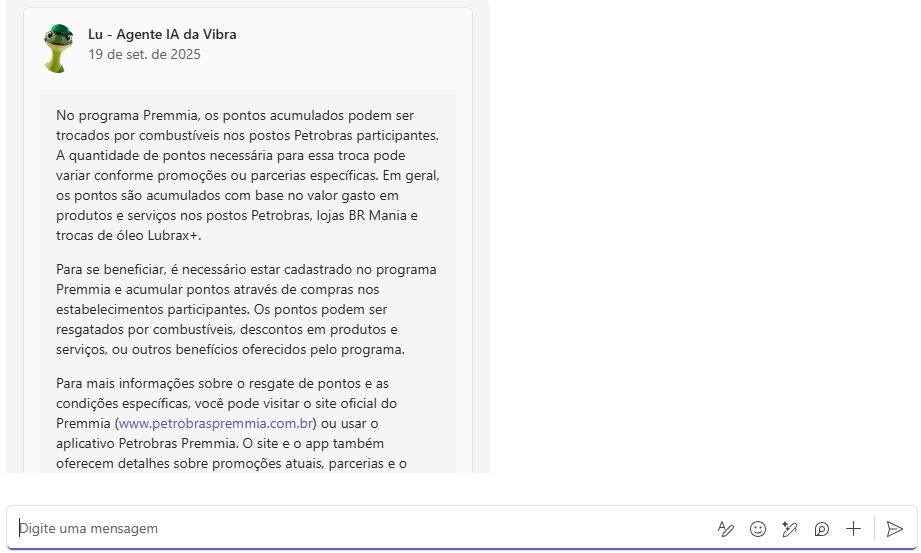 Lu - Agente IA da Vibra
19 de set. de 2025
No programa Premmia, os pontos acumulados podem ser
trocados por combustíveis nos postos Petrobras participantes.
A quantidade de pontos necessária para essa troca pode
variar conforme promoções ou parcerias específicas. Em geral,
os pontos são acumulados com base no valor gasto em
produtos e serviços nos postos Petrobras, lojas BR Mania e
trocas de óleo Lubrax+.
Para se beneficiar, é necessário estar cadastrado no programa
Premmia e acumular pontos através de compras nos
estabelecimentos participantes. Os pontos podem ser
resgatados por combustíveis, descontos em produtos e
serviços, ou outros benefícios oferecidos pelo programa.
Para mais informações sobre o resgate de pontos e as
condições específicas, você pode visitar o site oficial do
Premmia (www.petrobraspremmia.com.br) ou usar o
aplicativo Petrobras Premmia. O site e o app também
oferecem detalhes sobre promoções atuais, parcerias e o
Digite uma mensagem